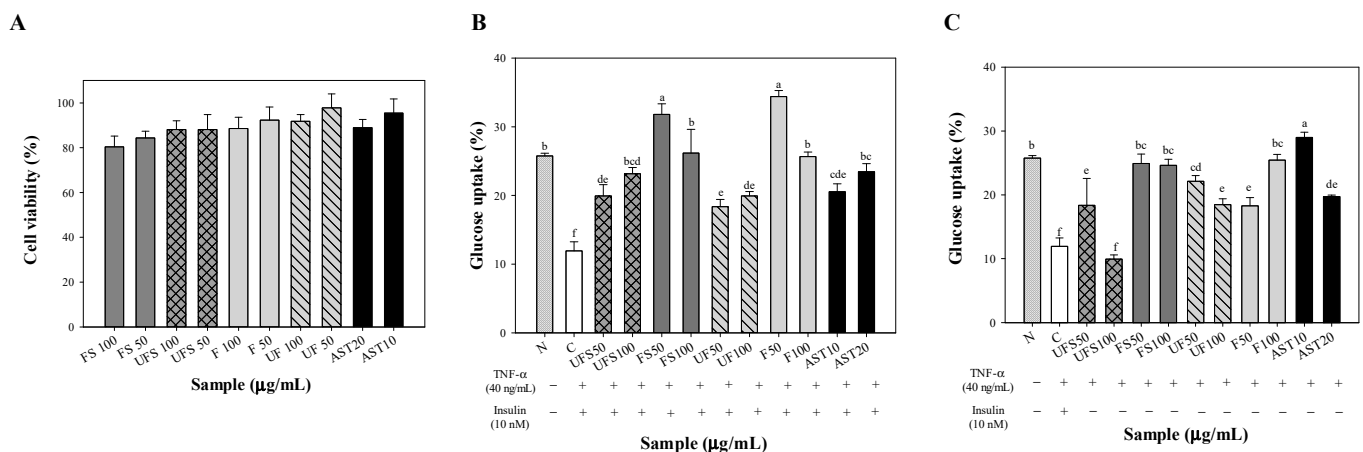 A
Cell viability (%)
100
80
60
40
20
0
FS 100
FS 50
UFS 100
UFS 50
F 100
F 50
UF 100
UF 50
AST20
AST10
Sample (μg/mL)
B
Glucose uptake (%)
40
30
20
10
0
b
f
de
bcd
a
b
e
de
a
b
cde
bc
N
C
UFS50
UFS100
FS50
FS100
UF50
UF100
F50
F100
AST10
AST20
TNF-α
(40 ng/mL)
− + + + + + + + + + + +
Insulin
(10 nM)
− + + + + + + + + + + +
Sample (μg/mL)
C
Glucose uptake (%)
40
30
20
10
0
b
f
e
f
bc
bc
cd
e
e
bc
a
de
N
C
UFS50
UFS100
FS50
FS100
UF50
UF100
F50
F100
AST10
AST20
TNF-α
(40 ng/mL)
− + + + + + + + + + + +
Insulin
(10 nM)
− + − − − − − − − − − −
Sample (μg/mL)